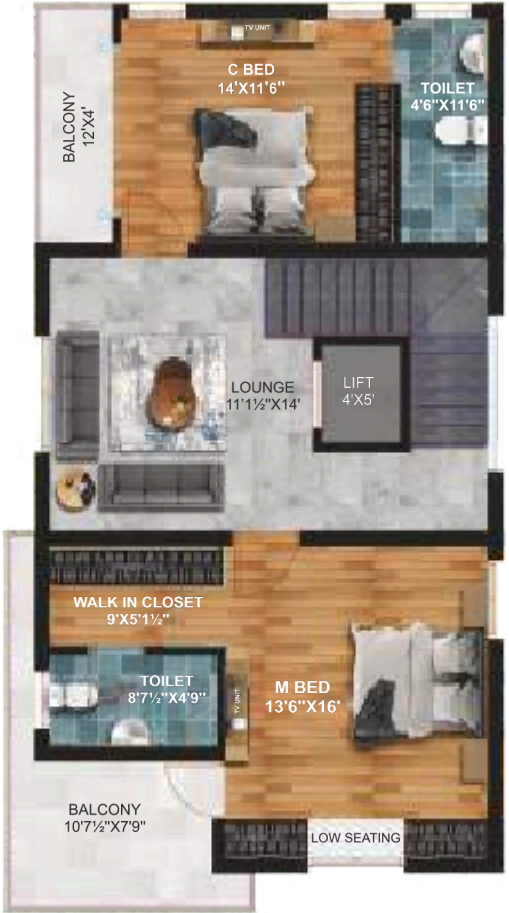 TV UNIT
C BED
14'X11'6"
TOILET
4'6"X11'6"
BALCONY
12'X4'
LOUNGE
11'1½"X14'
LIFT
4'X5'
WALK IN CLOSET
9'X5'1½"
TOILET
8'7½"X4'9"
TV UNIT
M BED
13'6"X16'
BALCONY
10'7½"X7'9"
LOW SEATING